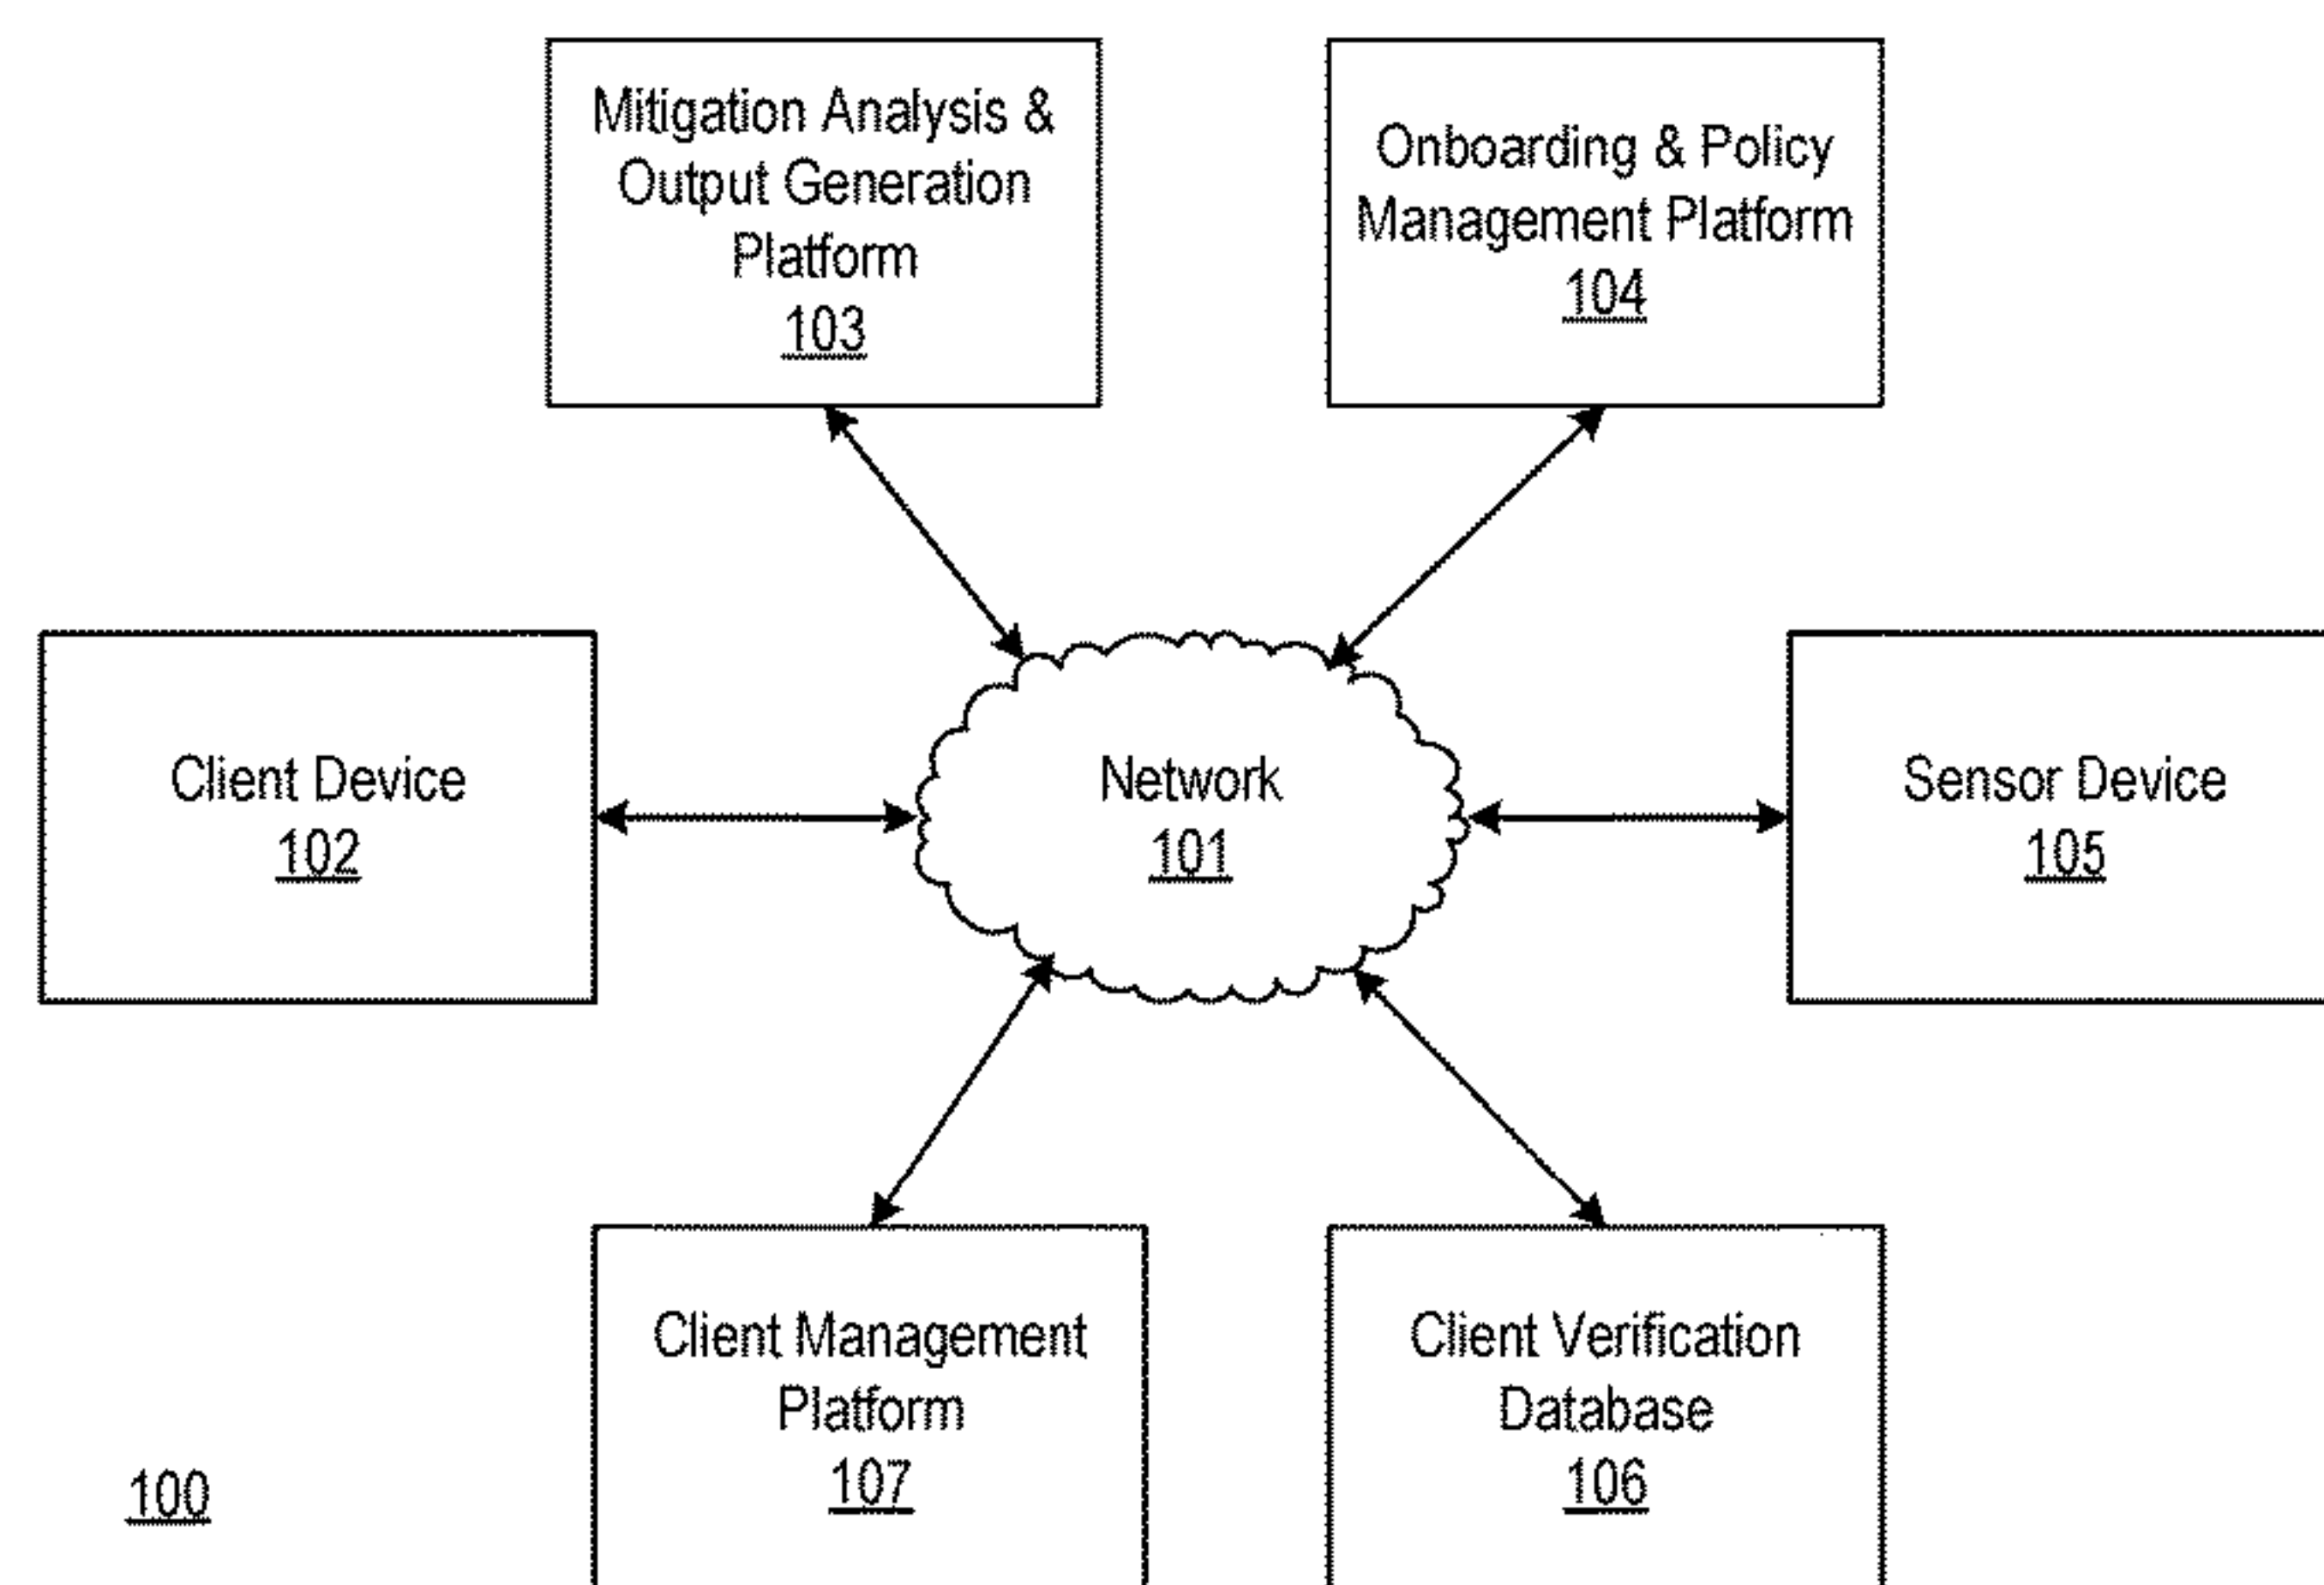 Mitigation Analysis &
Output Generation
Platform
103
Onboarding & Policy
Management Platform
104
Client Device
102
Network
101
Sensor Device
105
Client Management
Platform
107
Client Verification
Database
106
100